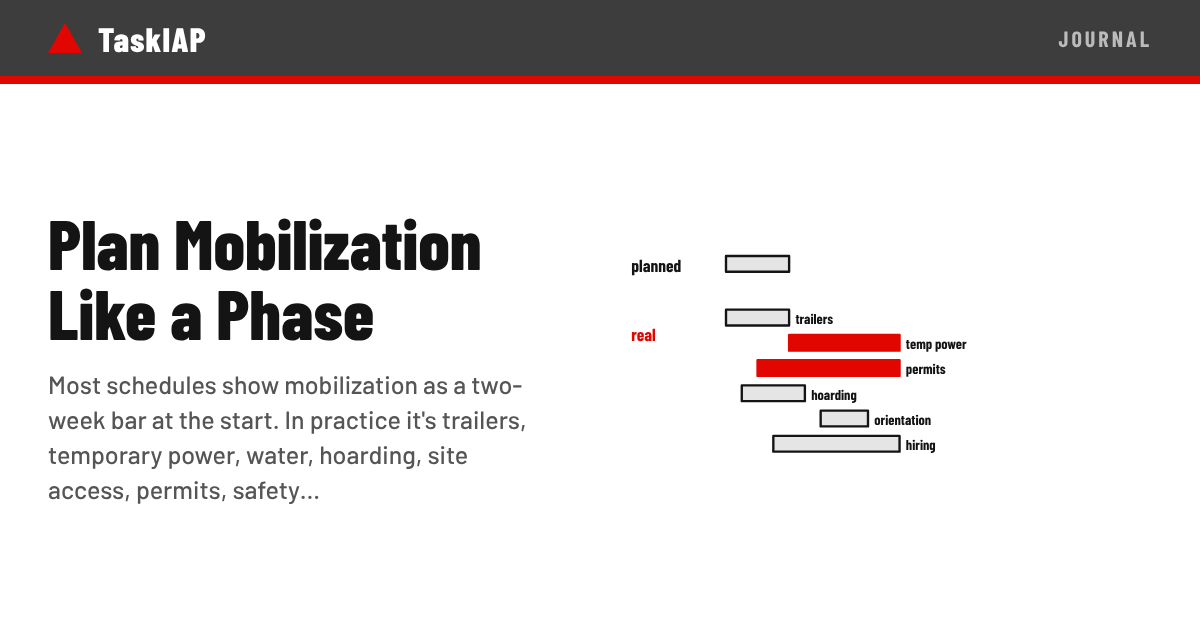 TaskIAP
JOURNAL
Plan Mobilization
Like a Phase
Most schedules show mobilization as a two-
week bar at the start. In practice it's trailers,
temporary power, water, hoarding, site
access, permits, safety...
planned
real
trailers
temp power
permits
hoarding
orientation
hiring